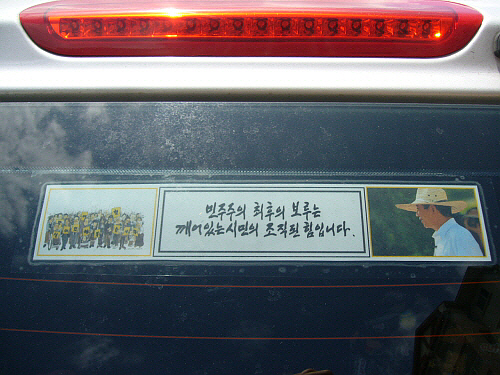 민주주의 최후의 보루는
깨어있는시민의 조직된 힘입니다.